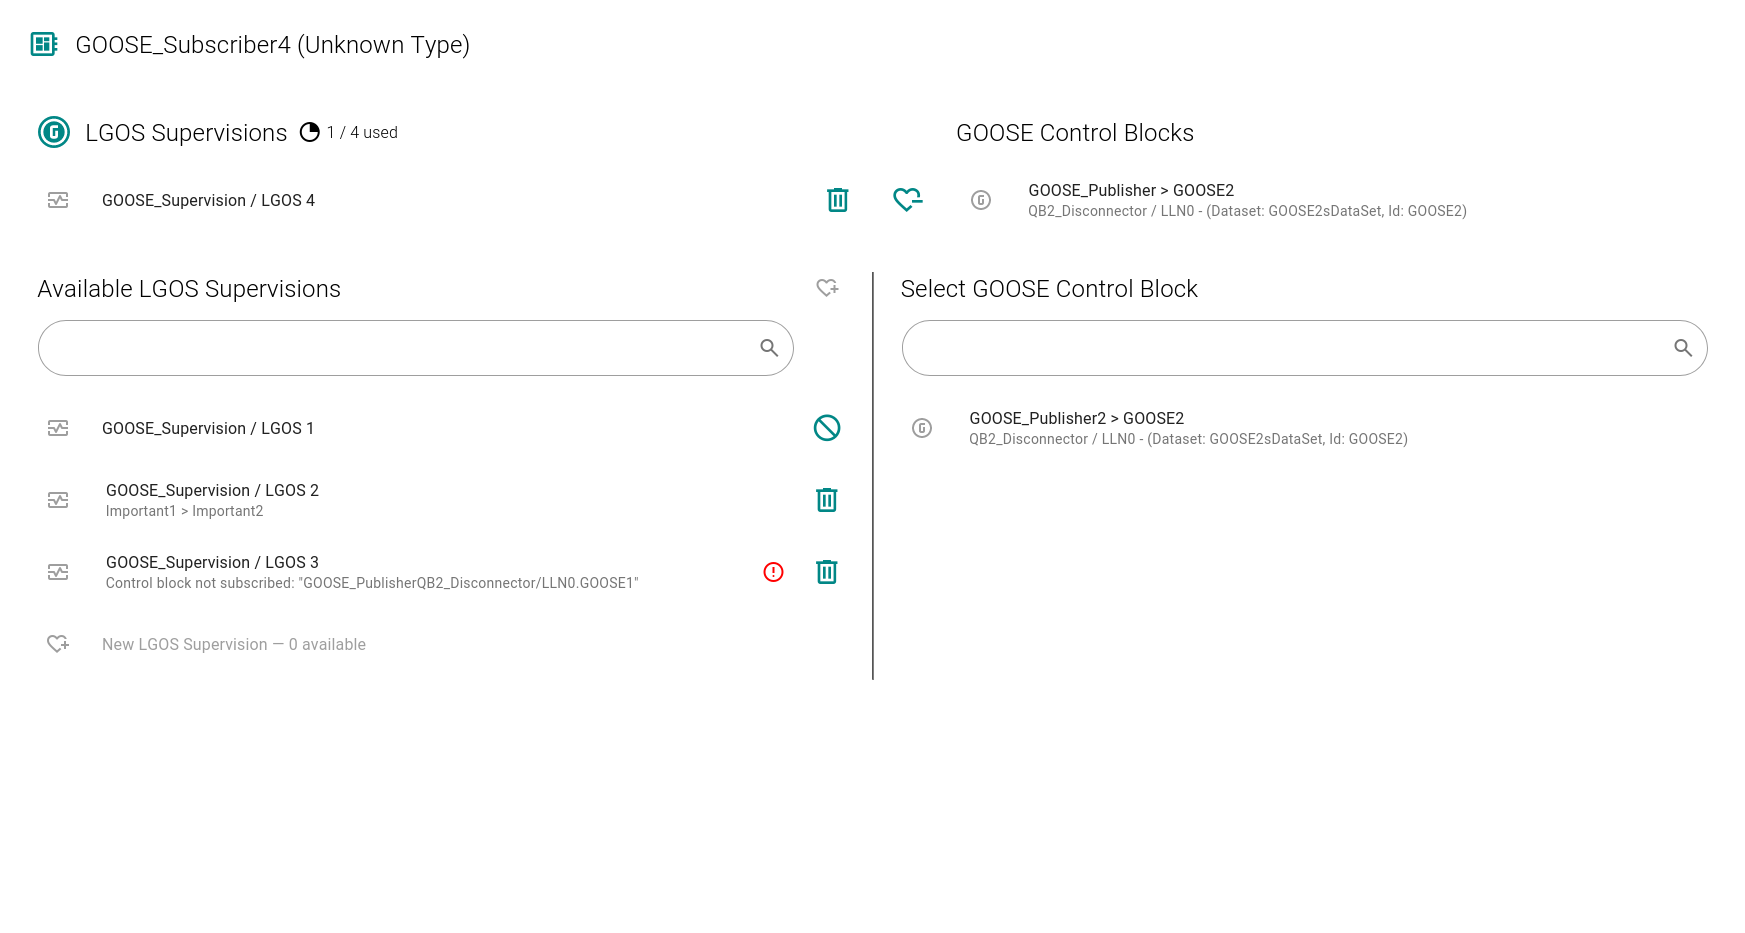 GOOSE_Subscriber4 (Unknown Type)
LGOS Supervisions 1 / 4 used
GOOSE Control Blocks
GOOSE_Supervision / LGOS 4
GOOSE_Publisher > GOOSE2
QB2_Disconnector / LLN0 - (Dataset: GOOSE2sDataSet, Id: GOOSE2)
Available LGOS Supervisions
GOOSE_Supervision / LGOS 1
GOOSE_Supervision / LGOS 2
Important1 > Important2
GOOSE_Supervision / LGOS 3
Control block not subscribed: "GOOSE_PublisherQB2_Disconnector/LLN0.GOOSE1"
New LGOS Supervision — 0 available
Select GOOSE Control Block
GOOSE_Publisher2 > GOOSE2
QB2_Disconnector / LLN0 - (Dataset: GOOSE2sDataSet, Id: GOOSE2)